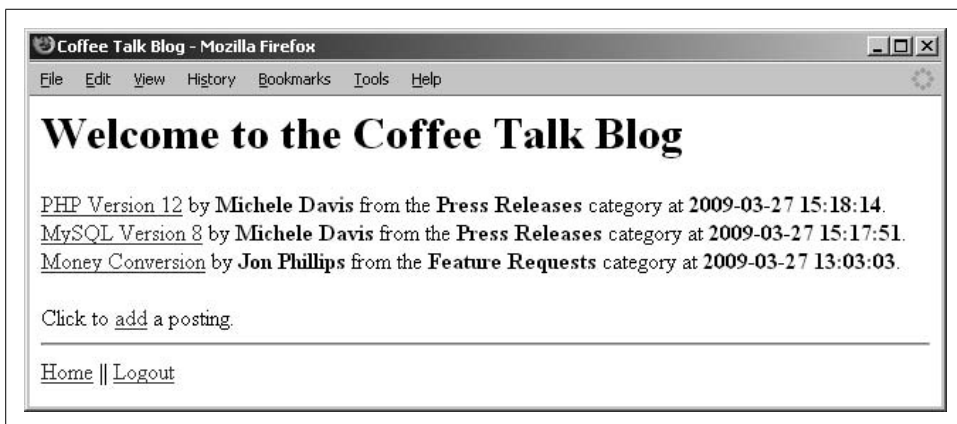 Coffee Talk Blog - Mozilla Firefox
File Edit View History Bookmarks Tools Help
Welcome to the Coffee Talk Blog
PHP Version 12 by Michele Davis from the Press Releases category at 2009-03-27 15:18:14.
MySQL Version 8 by Michele Davis from the Press Releases category at 2009-03-27 15:17:51.
Money Conversion by Jon Phillips from the Feature Requests category at 2009-03-27 13:03:03.
Click to add a posting.
Home || Logout